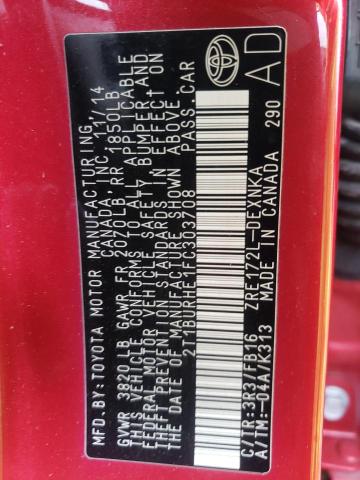 MFD.BY:TOYOTA MOTOR MANUFACTURING
CANADA, INC. 11/14
GVWR 3820LB GAWR FR 2070LB RR 1850LB
THIS VEHICLE CONFORMS TO ALL APPLICABLE
FEDERAL MOTOR VEHICLE SAFETY, BUMPER, AND
THEFT PREVENTION STANDARDS IN EFFECT ON
THE DATE OF MANUFACTURE SHOWN ABOVE.
2T1BURHE1FC303708 PASS.CAR
C/TR:3R3/FB16 ZRE172L-DEXNKA
A/TM:-04A/K313 MADE IN CANADA 290
TOYOTA
AD